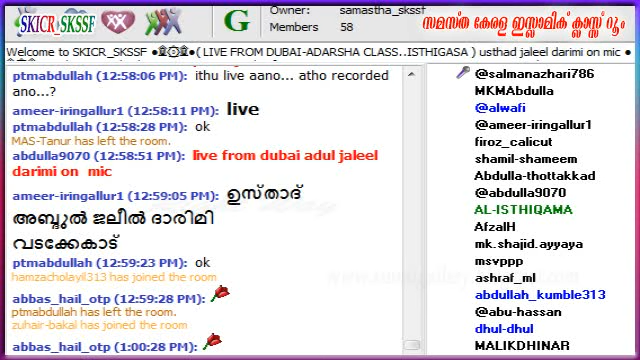 SKICR SKSSF
G
Owner: samastha_skssf
Members 58
സമസ്ത കേരള ഇസ്ലാമിക് ക്ലാസ്സ് റൂം
Welcome to SKICR_SKSSF ●۩۞۩●( LIVE FROM DUBAI-ADARSHA CLASS..ISTHIGASA ) usthad jaleel darimi on mic ●
ptmabdullah (12:58:06 PM): ithu live aano... atho recorded
ano...?
ameer-iringallur1 (12:58:11 PM): live
ptmabdullah (12:58:28 PM): ok
MAS-Tanur has left the room.
abdulla9070 (12:58:51 PM): live from dubai adul jaleel
darimi on mic
ameer-iringallur1 (12:59:05 PM): ഉസ്താദ്
അബ്ദുൽ ജലീൽ ദാരിമി
വടക്കേകാട്
ptmabdullah (12:59:23 PM): ok
hamzacholayil313 has joined the room
abbas_hail_otp (12:59:28 PM):
ptmabdullah has left the room.
zuhair-bakal has joined the room
abbas_hail_otp (1:00:28 PM):
@salmanazhari786
MKMAbdulla
@alwafi
@ameer-iringallur1
firoz_calicut
shamil-shameem
Abdulla-thottakkad
@abdulla9070
AL-ISTHIQAMA
AfzalH
mk.shajid.ayyaya
msvppp
ashraf_ml
abdullah_kumble313
@abu-hassan
dhul-dhul
MALIKDHINAR